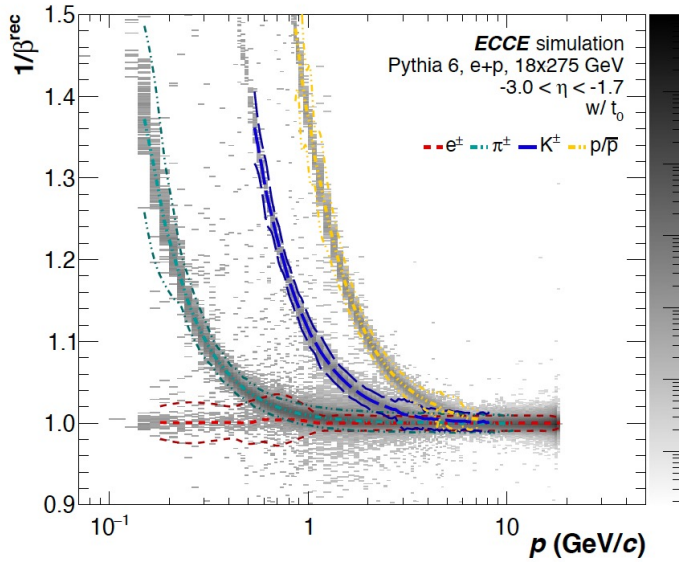 1/β^rec
1.5
1.4
1.3
1.2
1.1
1.0
0.9
ECCE simulation
Pythia 6, e+p, 18x275 GeV
-3.0 < η < -1.7
w/ t₀
e± π± K± p/p̅
10⁻¹ 1 10
p (GeV/c)